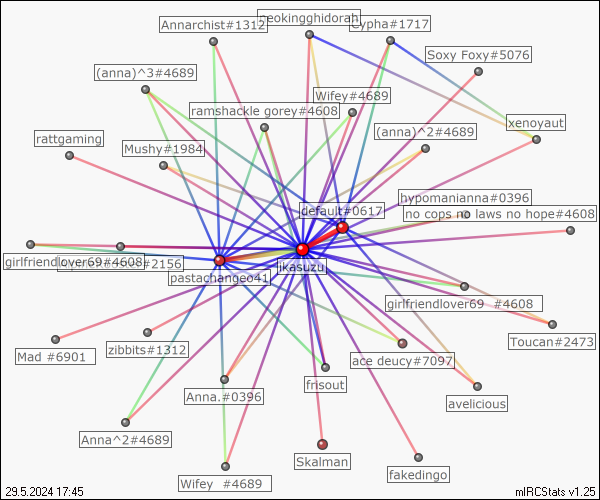 neokingghidorah
Annarchist#1312
Cypha#1717
Soxy Foxy#5076
(anna)^3#4689
Wifey#4689
ramshackle gorey#4608
xenoyaut
(anna)^2#4689
rattgaming
Mushy#1984
hypomanianna#0396
default#0617
no cops no laws no hope#4608
girlfriendlover69#4608
#2156
jkasuzu
pastachangeo41
girlfriendlover69 #4608
Toucan#2473
Mad #6901
zibbits#1312
ace deucy#7097
frisout
Anna.#0396
avelicious
Anna^2#4689
Skalman
fakedingo
Wifey #4689
29.5.2024 17:45
mIRCStats v1.25